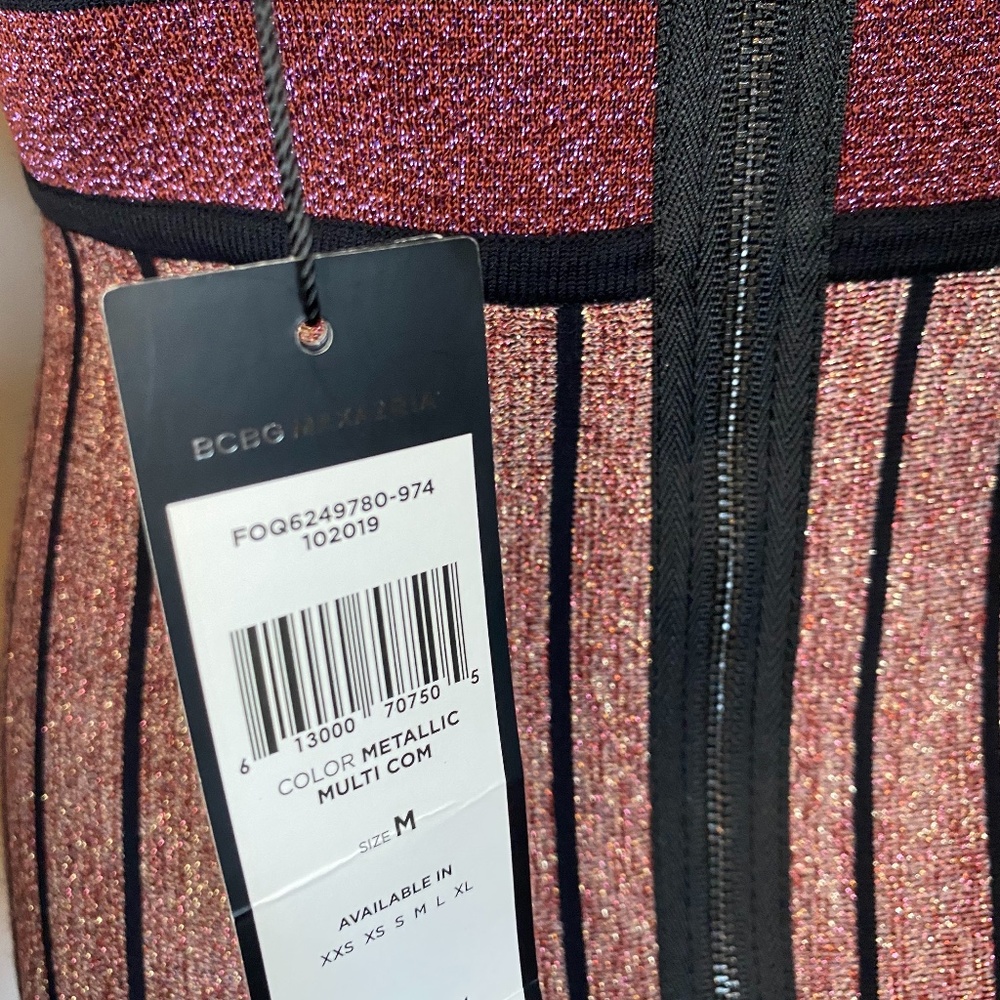 BCBG MAXAZRIA
FOQ6249780-974
102019
6 13000 70750 5
COLOR METALLIC
MULTI COM
SIZE M
AVAILABLE IN
XXS XS S M L XL